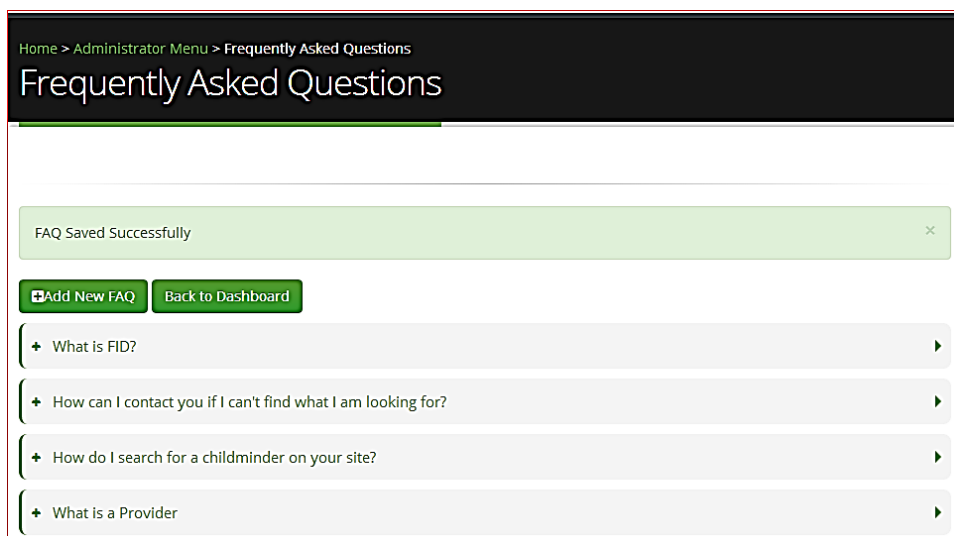 Home > Administrator Menu > Frequently Asked Questions
Frequently Asked Questions
FAQ Saved Successfully ×
Add New FAQ Back to Dashboard
What is FID?
How can I contact you if I can't find what I am looking for?
How do I search for a childminder on your site?
What is a Provider